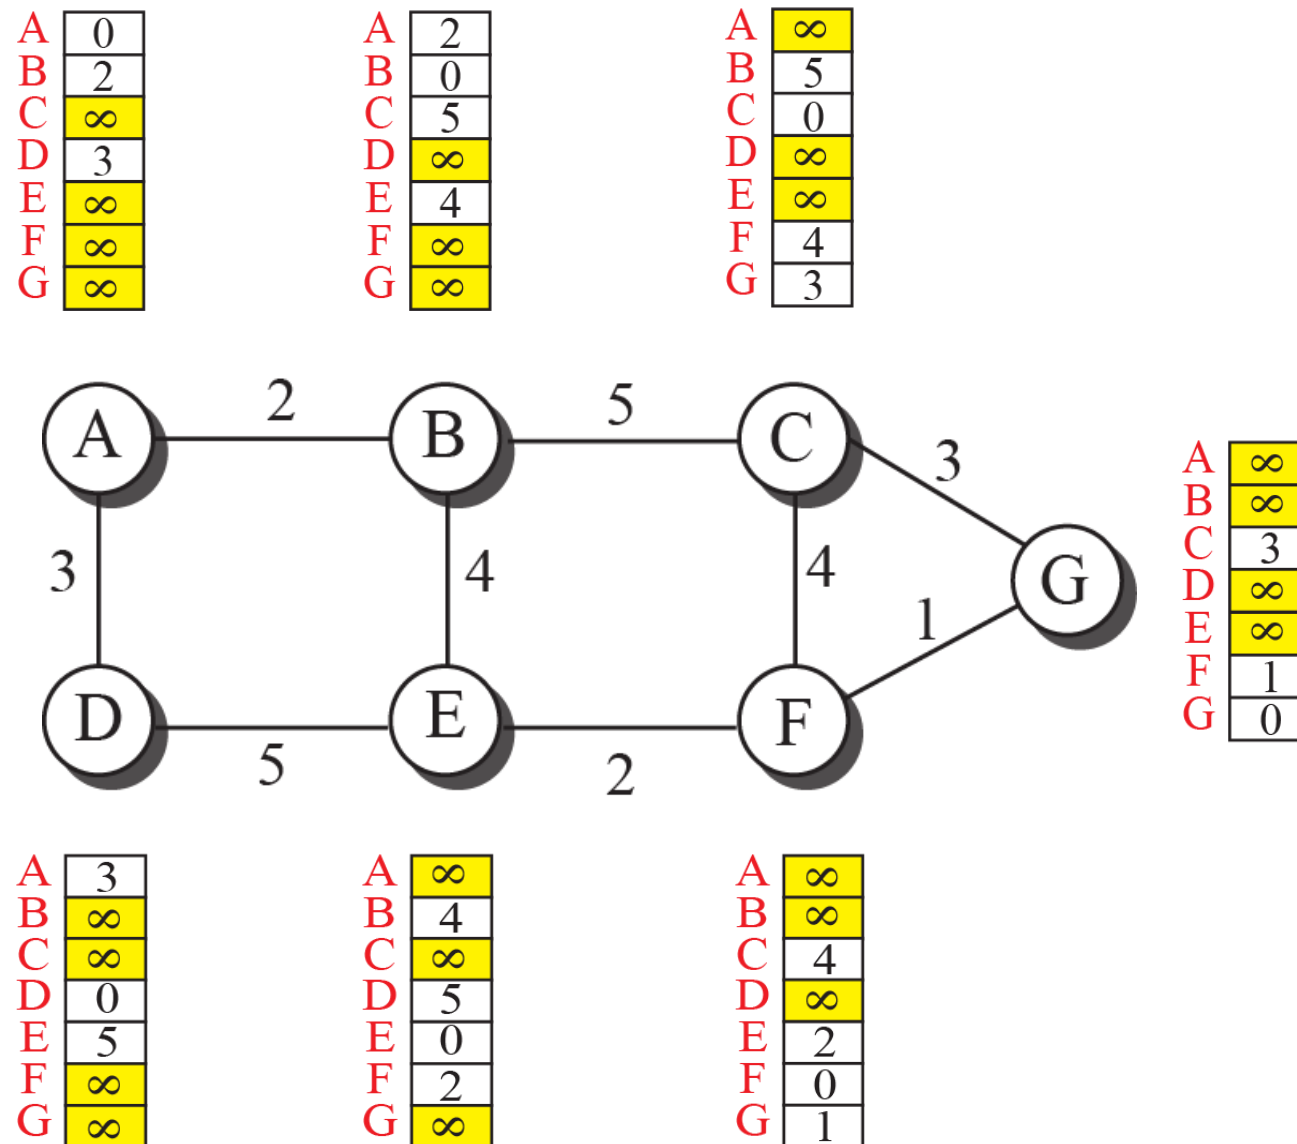 A 0
B 2
C ∞
D 3
E ∞
F ∞
G ∞
A 2
B 0
C 5
D ∞
E 4
F ∞
G ∞
A ∞
B 5
C 0
D ∞
E ∞
F 4
G 3
A 2 B 5 C 3
3 4 4 G
1
D 5 E 2 F
A ∞
B ∞
C 3
D ∞
E ∞
F 1
G 0
A 3
B ∞
C ∞
D 0
E 5
F ∞
G ∞
A ∞
B 4
C ∞
D 5
E 0
F 2
G ∞
A ∞
B ∞
C 4
D ∞
E 2
F 0
G 1